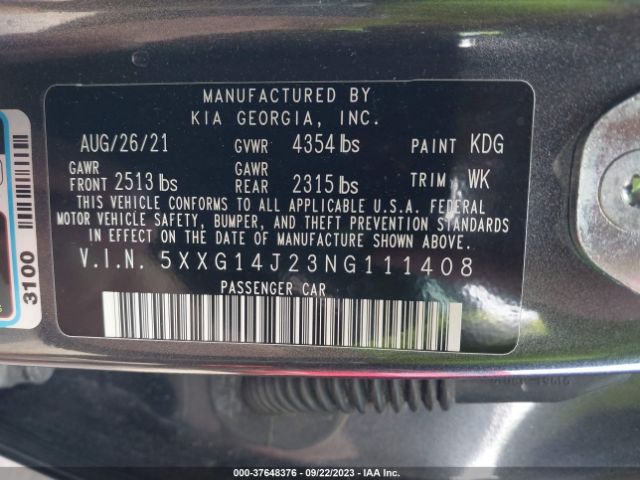 MANUFACTURED BY
KIA GEORGIA, INC.
AUG/26/21 GVWR 4354 lbs PAINT KDG
GAWR FRONT 2513 lbs GAWR REAR 2315 lbs TRIM WK
THIS VEHICLE CONFORMS TO ALL APPLICABLE U.S.A. FEDERAL
MOTOR VEHICLE SAFETY, BUMPER, AND THEFT PREVENTION STANDARDS
IN EFFECT ON THE DATE OF MANUFACTURE SHOWN ABOVE.
V.I.N. 5XXG14J23NG111408
PASSENGER CAR
3100
000-37648376 | 09/22/2023 | IAA Inc.